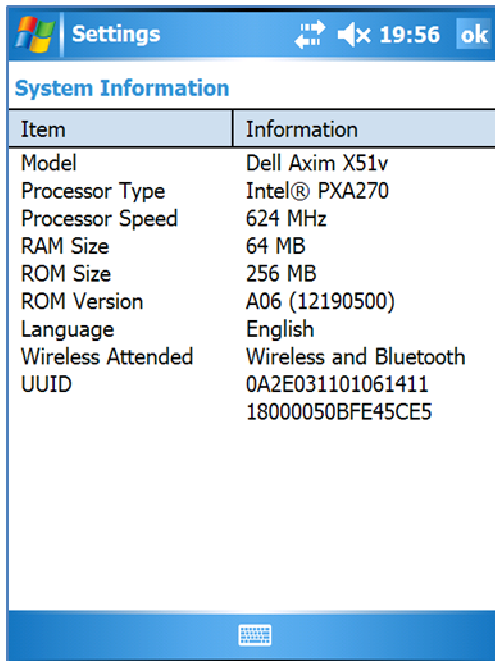 Settings 19:56 ok
System Information
Item Information
Model Dell Axim X51v
Processor Type Intel® PXA270
Processor Speed 624 MHz
RAM Size 64 MB
ROM Size 256 MB
ROM Version A06 (12190500)
Language English
Wireless Attended Wireless and Bluetooth
UUID 0A2E031101061411
18000050BFE45CE5